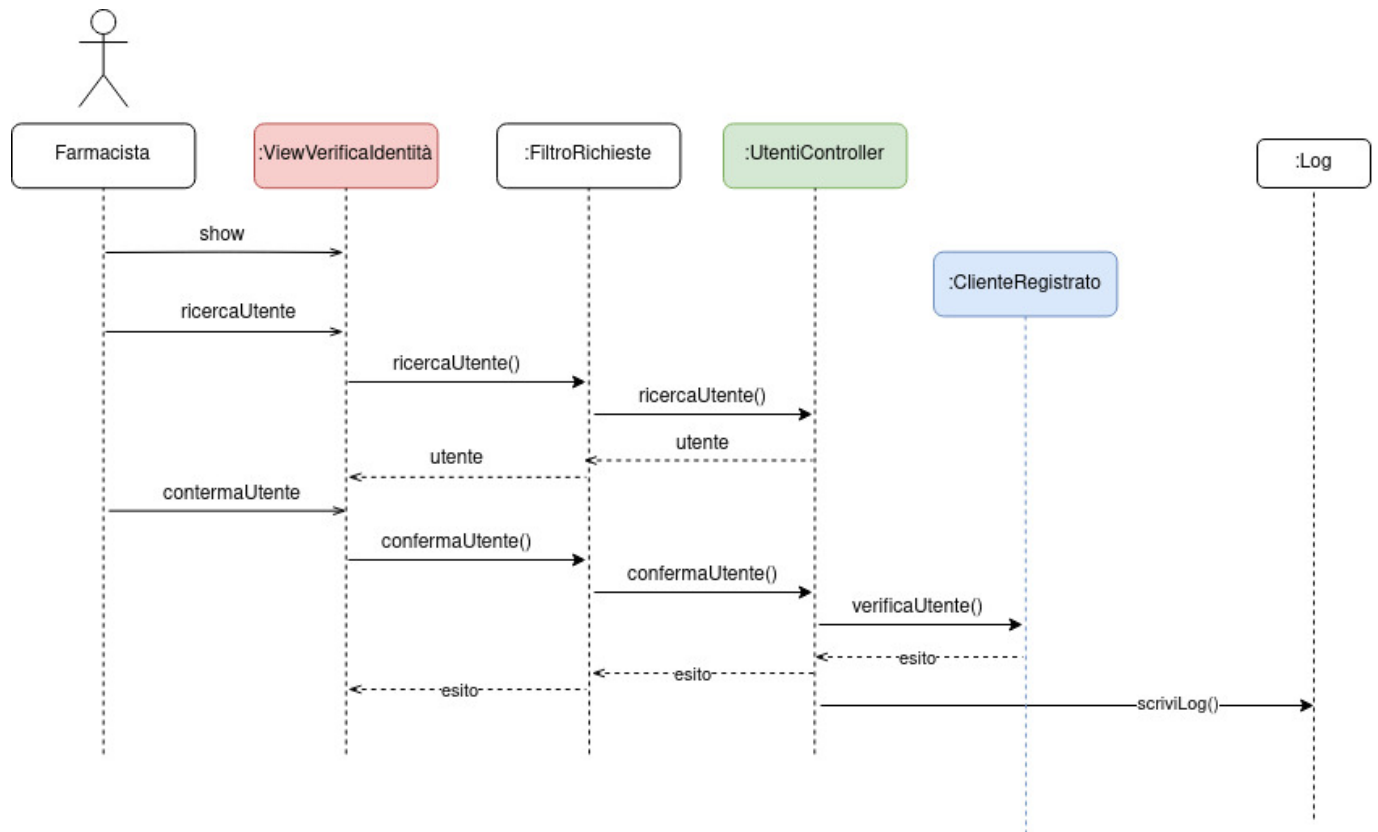 Farmacista
:ViewVerificaIdentità
:FiltroRichieste
:UtentiController
:Log
show
:ClienteRegistrato
ricercaUtente
ricercaUtente()
ricercaUtente()
utente
utente
contermaUtente
confermaUtente()
confermaUtente()
verificaUtente()
esito
esito
esito
scriviLog()